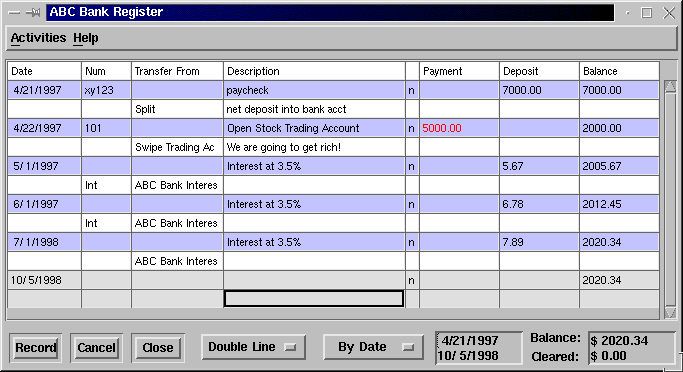 ABC Bank Register
Activities Help
Date Num Transfer From Description Payment Deposit Balance
4/21/1997 xy123 paycheck n 7000.00 7000.00
Split net deposit into bank acct
4/22/1997 101 Open Stock Trading Account n 5000.00 2000.00
Swipe Trading Ac We are going to get rich!
5/ 1/1997 Interest at 3.5% n 5.67 2005.67
Int ABC Bank Interes
6/ 1/1997 Interest at 3.5% n 6.78 2012.45
Int ABC Bank Interes
7/ 1/1998 Interest at 3.5% n 7.89 2020.34
ABC Bank Interes
10/ 5/1998 n 2020.34
Record Cancel Close Double Line By Date
4/21/1997
10/ 5/1998
Balance: $ 2020.34
Cleared: $ 0.00